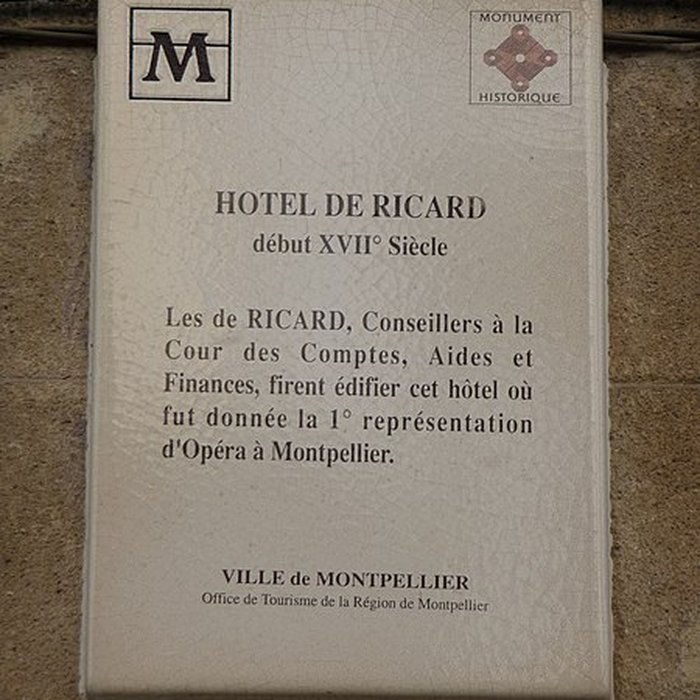 M
MONUMENT
HISTORIQUE
HOTEL DE RICARD
début XVII° Siècle
Les de RICARD, Conseillers à la
Cour des Comptes, Aides et
Finances, firent édifier cet hôtel où
fut donnée la 1° représentation
d'Opéra à Montpellier.
VILLE de MONTPELLIER
Office de Tourisme de la Région de Montpellier